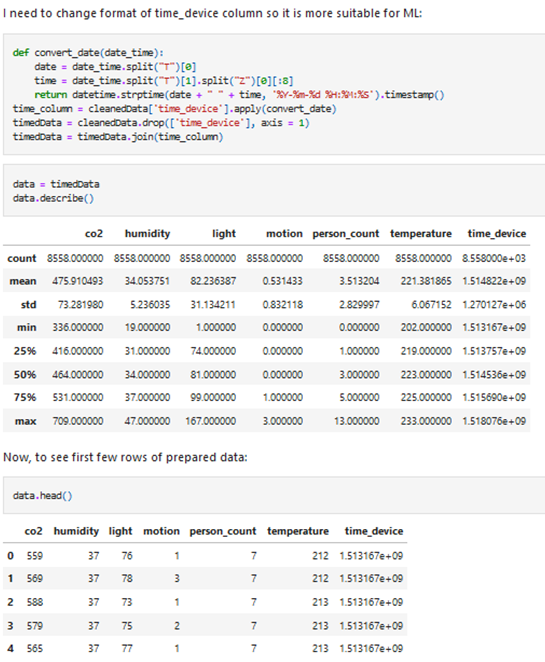 I need to change format of time_device column so it is more suitable for ML:
def convert_date(date_time):
    date = date_time.split("T")[0]
    time = date_time.split("T")[1].split("Z")[0][:8]
    return datetime.strptime(date + " " + time, '%Y-%m-%d %H:%M:%S').timestamp()
time_column = cleanedData['time_device'].apply(convert_date)
timedData = cleanedData.drop(['time_device'], axis = 1)
timedData = timedData.join(time_column)
data = timedData
data.describe()
co2 humidity light motion person_count temperature time_device
count 8558.000000 8558.000000 8558.000000 8558.000000 8558.000000 8558.000000 8.558000e+03
mean 475.910493 34.053751 82.236387 0.531433 3.513204 221.381865 1.514822e+09
std 73.281980 5.236035 31.134211 0.832118 2.829997 6.067152 1.270127e+06
min 336.000000 19.000000 1.000000 0.000000 0.000000 202.000000 1.513167e+09
25% 416.000000 31.000000 74.000000 0.000000 1.000000 219.000000 1.513757e+09
50% 464.000000 34.000000 81.000000 0.000000 3.000000 223.000000 1.514536e+09
75% 531.000000 37.000000 99.000000 1.000000 5.000000 225.000000 1.515690e+09
max 709.000000 47.000000 167.000000 3.000000 13.000000 233.000000 1.518076e+09
Now, to see first few rows of prepared data:
data.head()
co2 humidity light motion person_count temperature time_device
0 559 37 76 1 7 212 1.513167e+09
1 569 37 78 3 7 212 1.513167e+09
2 588 37 73 1 7 213 1.513167e+09
3 579 37 75 2 7 213 1.513167e+09
4 565 37 77 1 7 213 1.513167e+09